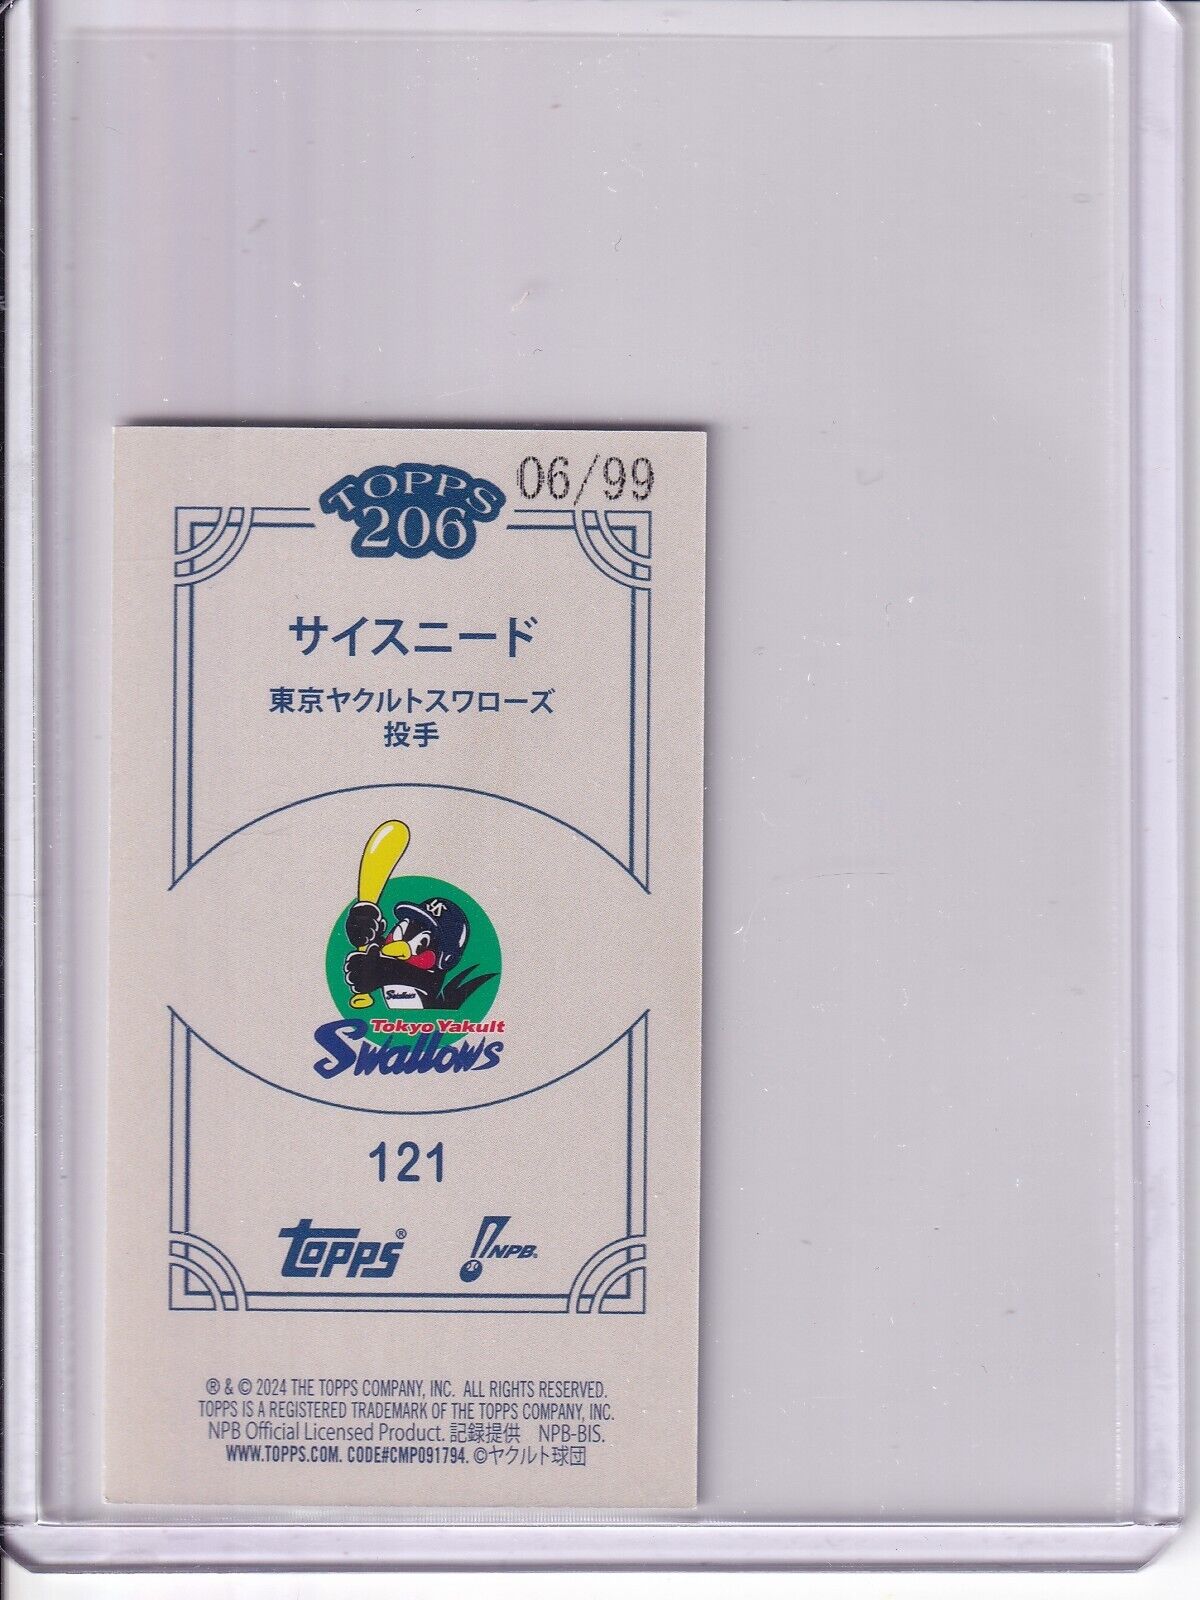 TOPPS
206
06/99
サイスニード
東京ヤクルトスワローズ
投手
YS
Swallows
Tokyo Yakult
Swallows
121
Topps®
NPB®
® & © 2024 THE TOPPS COMPANY, INC. ALL RIGHTS RESERVED.
TOPPS IS A REGISTERED TRADEMARK OF THE TOPPS COMPANY, INC.
NPB Official Licensed Product. 記録提供 NPB-BIS.
WWW.TOPPS.COM. CODE#CMP091794. ©ヤクルト球団